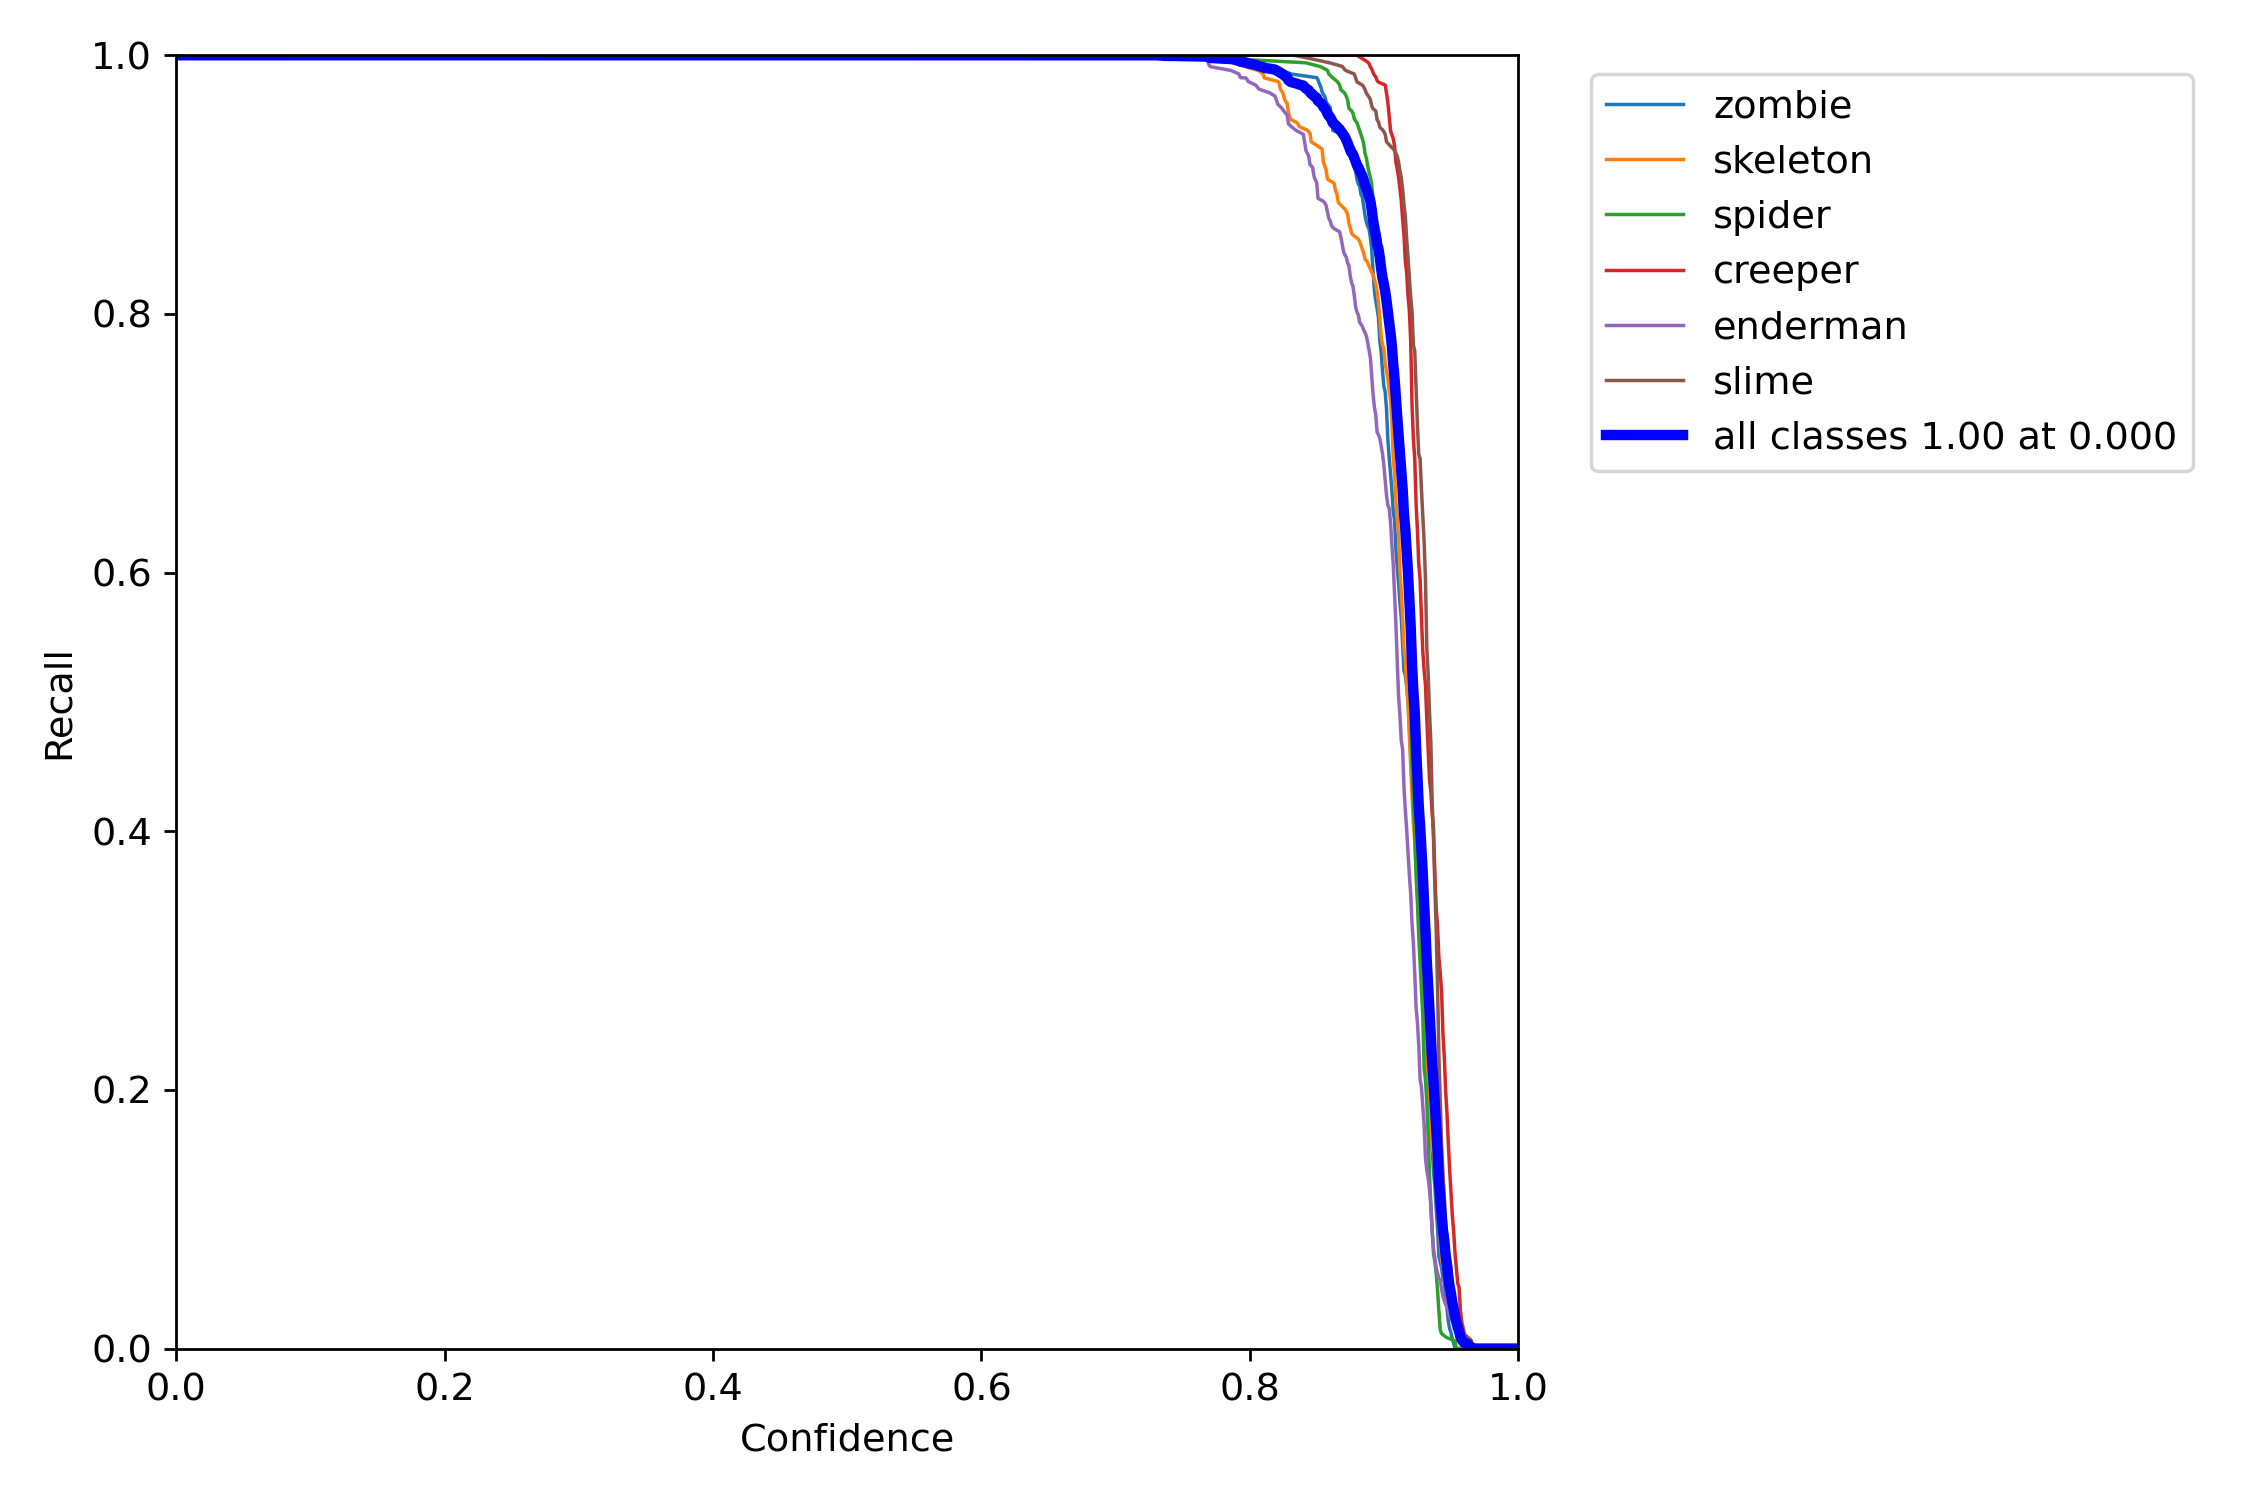 1.0
0.8
0.6
0.4
0.2
0.0
Recall
0.0 0.2 0.4 0.6 0.8 1.0
Confidence
zombie
skeleton
spider
creeper
enderman
slime
all classes 1.00 at 0.000